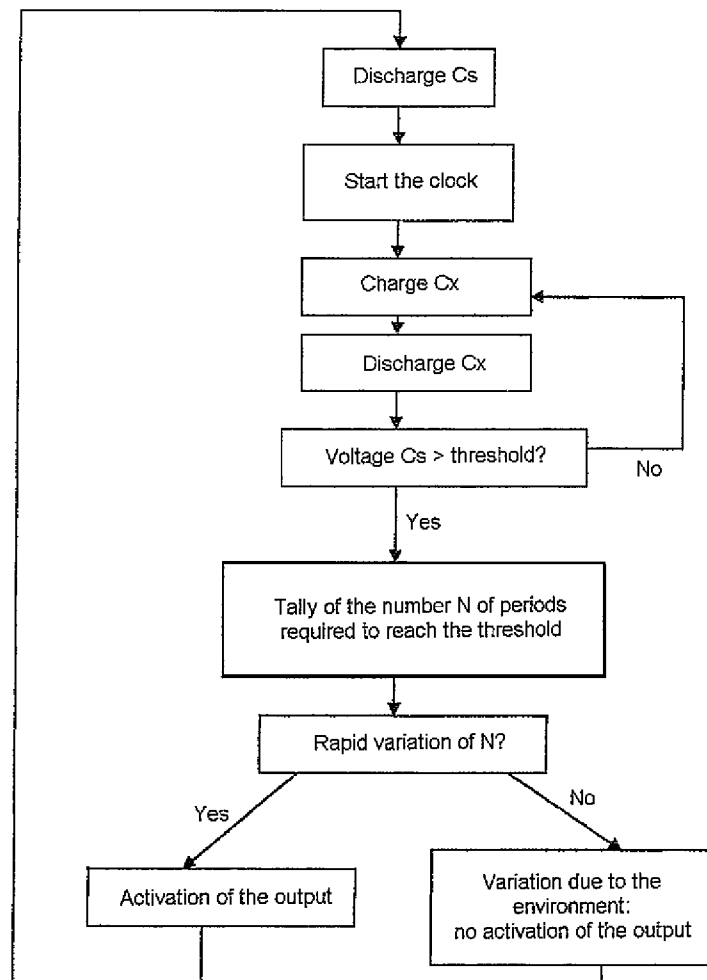 Discharge Cs
Start the clock
Charge Cx
Discharge Cx
Voltage Cs > threshold?
No
Yes
Tally of the number N of periods
required to reach the threshold
Rapid variation of N?
Yes
No
Activation of the output
Variation due to the
environment:
no activation of the output